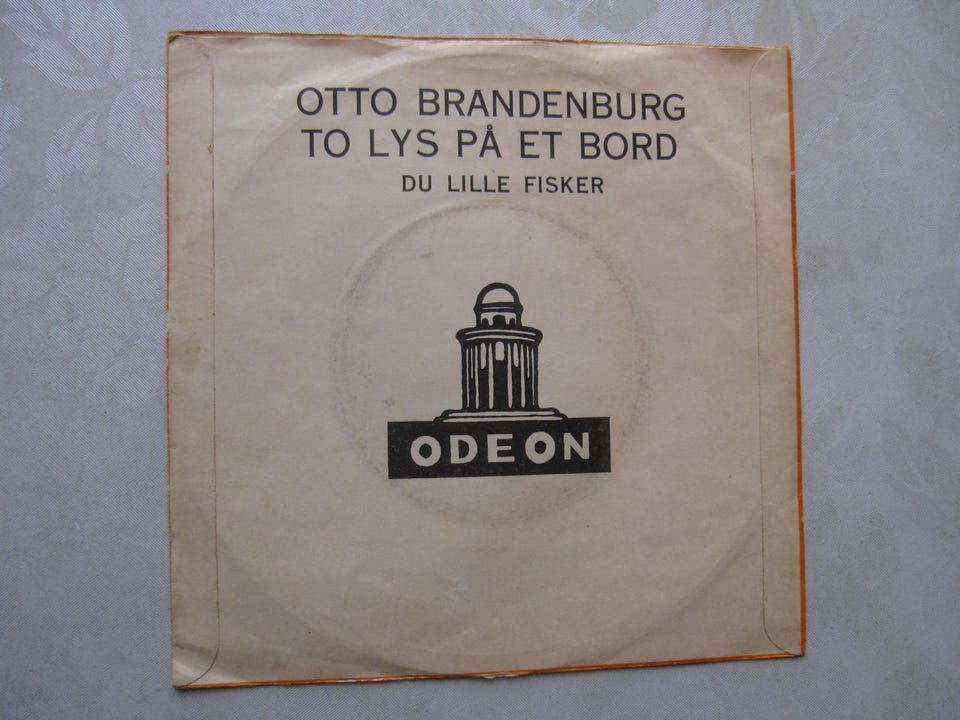 OTTO BRANDENBURG
TO LYS PÅ ET BORD
DU LILLE FISKER
ODEON